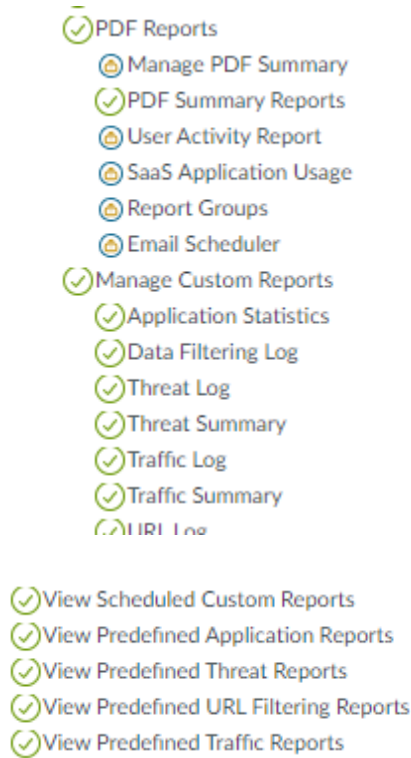 PDF Reports
Manage PDF Summary
PDF Summary Reports
User Activity Report
SaaS Application Usage
Report Groups
Email Scheduler
Manage Custom Reports
Application Statistics
Data Filtering Log
Threat Log
Threat Summary
Traffic Log
Traffic Summary
URL Log
View Scheduled Custom Reports
View Predefined Application Reports
View Predefined Threat Reports
View Predefined URL Filtering Reports
View Predefined Traffic Reports